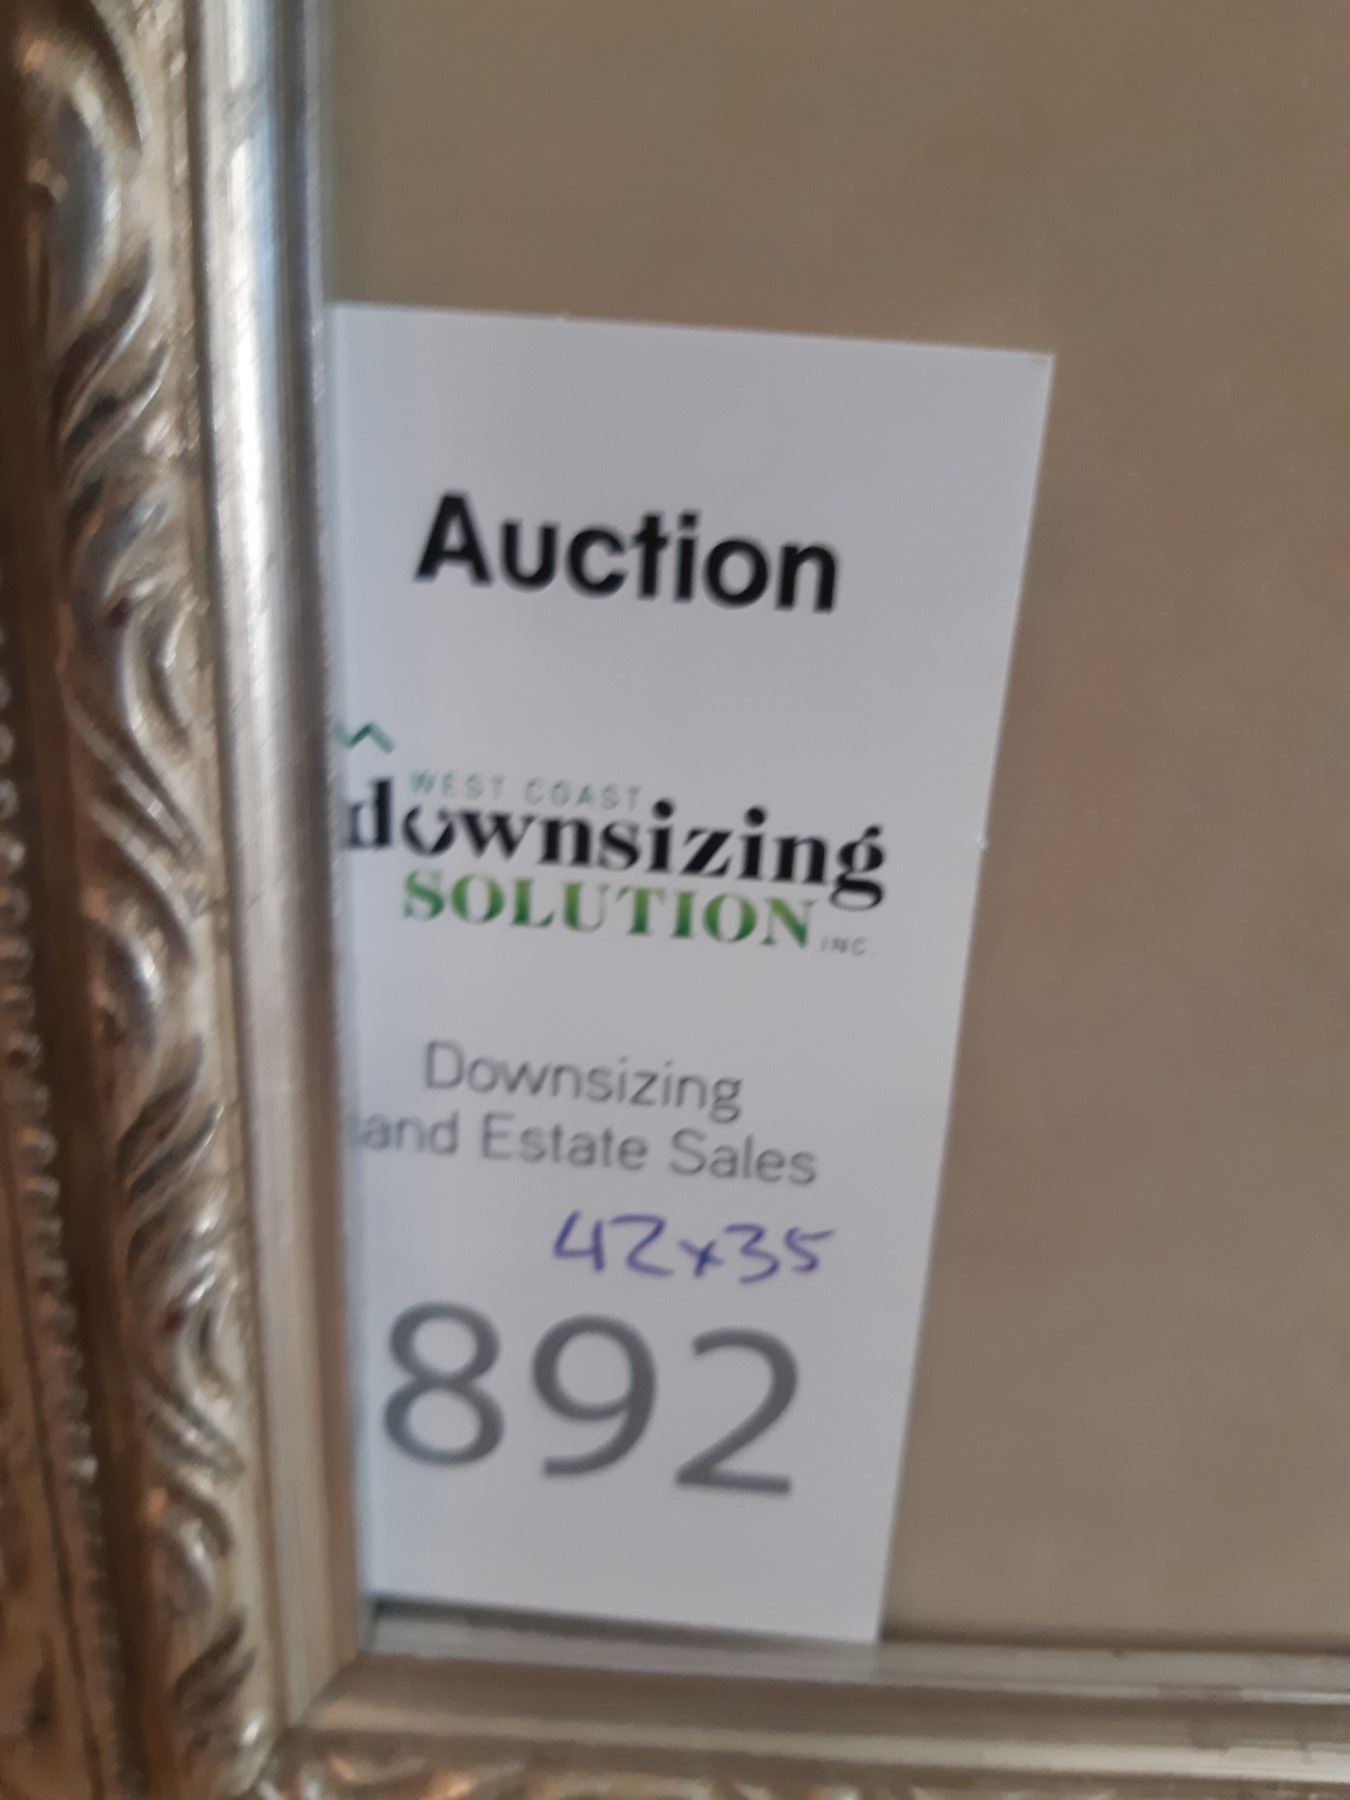 Auction
WEST COAST
downsizing
SOLUTION INC.
Downsizing
and Estate Sales
42x35
892